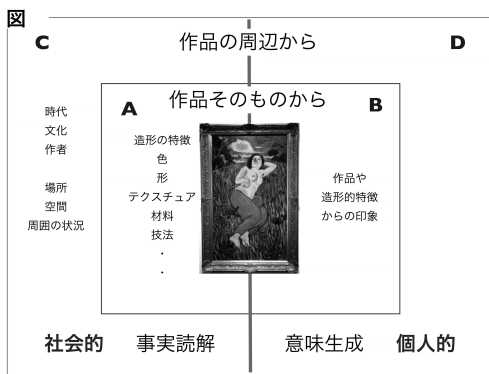 図
C
作品の周辺から
D
A
作品そのものから
B
時代
文化
作者
場所
空間
周囲の状況
造形の特徴
色
形
テクスチュア
材料
技法
・
・
作品や
造形的特徴
からの印象
社会的
事実読解
意味生成
個人的